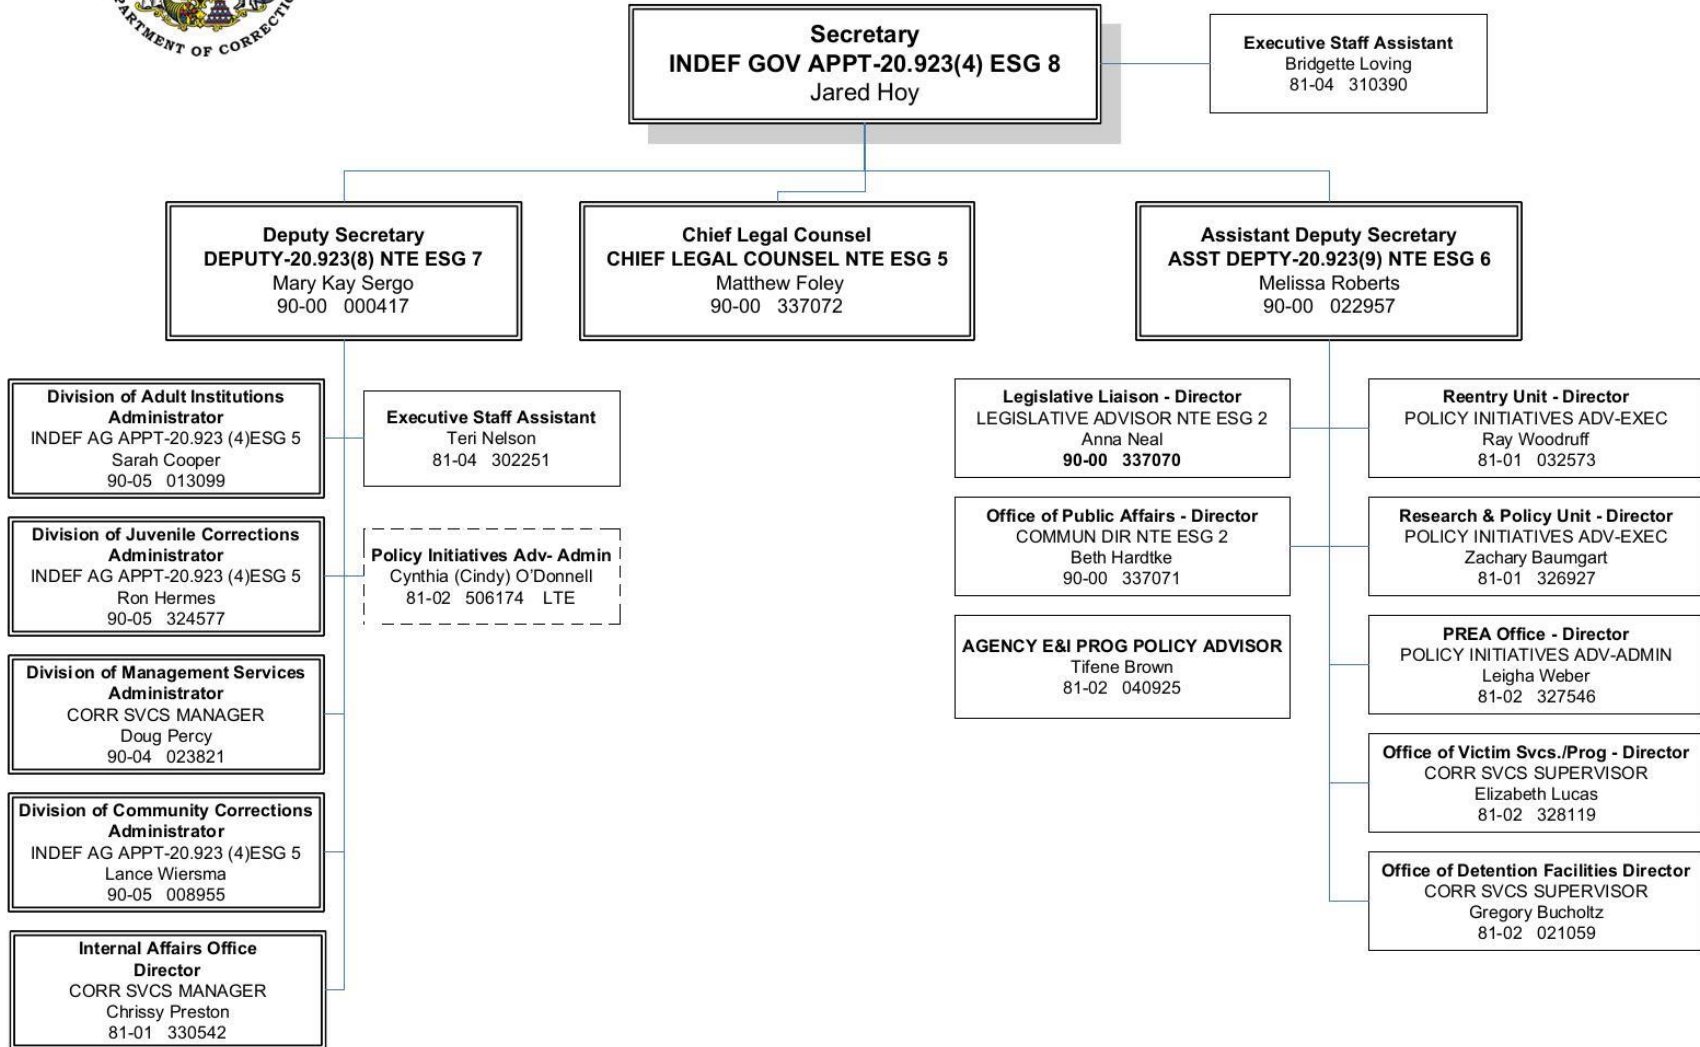 DEPARTMENT OF CORRECTIONS
Secretary
INDEF GOV APPT-20.923(4) ESG 8
Jared Hoy
Executive Staff Assistant
Bridgette Loving
81-04 310390
Deputy Secretary
DEPUTY-20.923(8) NTE ESG 7
Mary Kay Sergo
90-00 000417
Chief Legal Counsel
CHIEF LEGAL COUNSEL NTE ESG 5
Matthew Foley
90-00 337072
Assistant Deputy Secretary
ASST DEPTY-20.923(9) NTE ESG 6
Melissa Roberts
90-00 022957
Division of Adult Institutions
Administrator
INDEF AG APPT-20.923 (4)ESG 5
Sarah Cooper
90-05 013099
Executive Staff Assistant
Teri Nelson
81-04 302251
Division of Juvenile Corrections
Administrator
INDEF AG APPT-20.923 (4)ESG 5
Ron Hermes
90-05 324577
Policy Initiatives Adv- Admin
Cynthia (Cindy) O'Donnell
81-02 506174 LTE
Division of Management Services
Administrator
CORR SVCS MANAGER
Doug Percy
90-04 023821
Division of Community Corrections
Administrator
INDEF AG APPT-20.923 (4)ESG 5
Lance Wiersma
90-05 008955
Internal Affairs Office
Director
CORR SVCS MANAGER
Chrissy Preston
81-01 330542
Legislative Liaison - Director
LEGISLATIVE ADVISOR NTE ESG 2
Anna Neal
90-00 337070
Office of Public Affairs - Director
COMMUN DIR NTE ESG 2
Beth Hardtke
90-00 337071
AGENCY E&I PROG POLICY ADVISOR
Tifene Brown
81-02 040925
Reentry Unit - Director
POLICY INITIATIVES ADV-EXEC
Ray Woodruff
81-01 032573
Research & Policy Unit - Director
POLICY INITIATIVES ADV-EXEC
Zachary Baumgart
81-01 326927
PREA Office - Director
POLICY INITIATIVES ADV-ADMIN
Leigha Weber
81-02 327546
Office of Victim Svcs./Prog - Director
CORR SVCS SUPERVISOR
Elizabeth Lucas
81-02 328119
Office of Detention Facilities Director
CORR SVCS SUPERVISOR
Gregory Bucholtz
81-02 021059